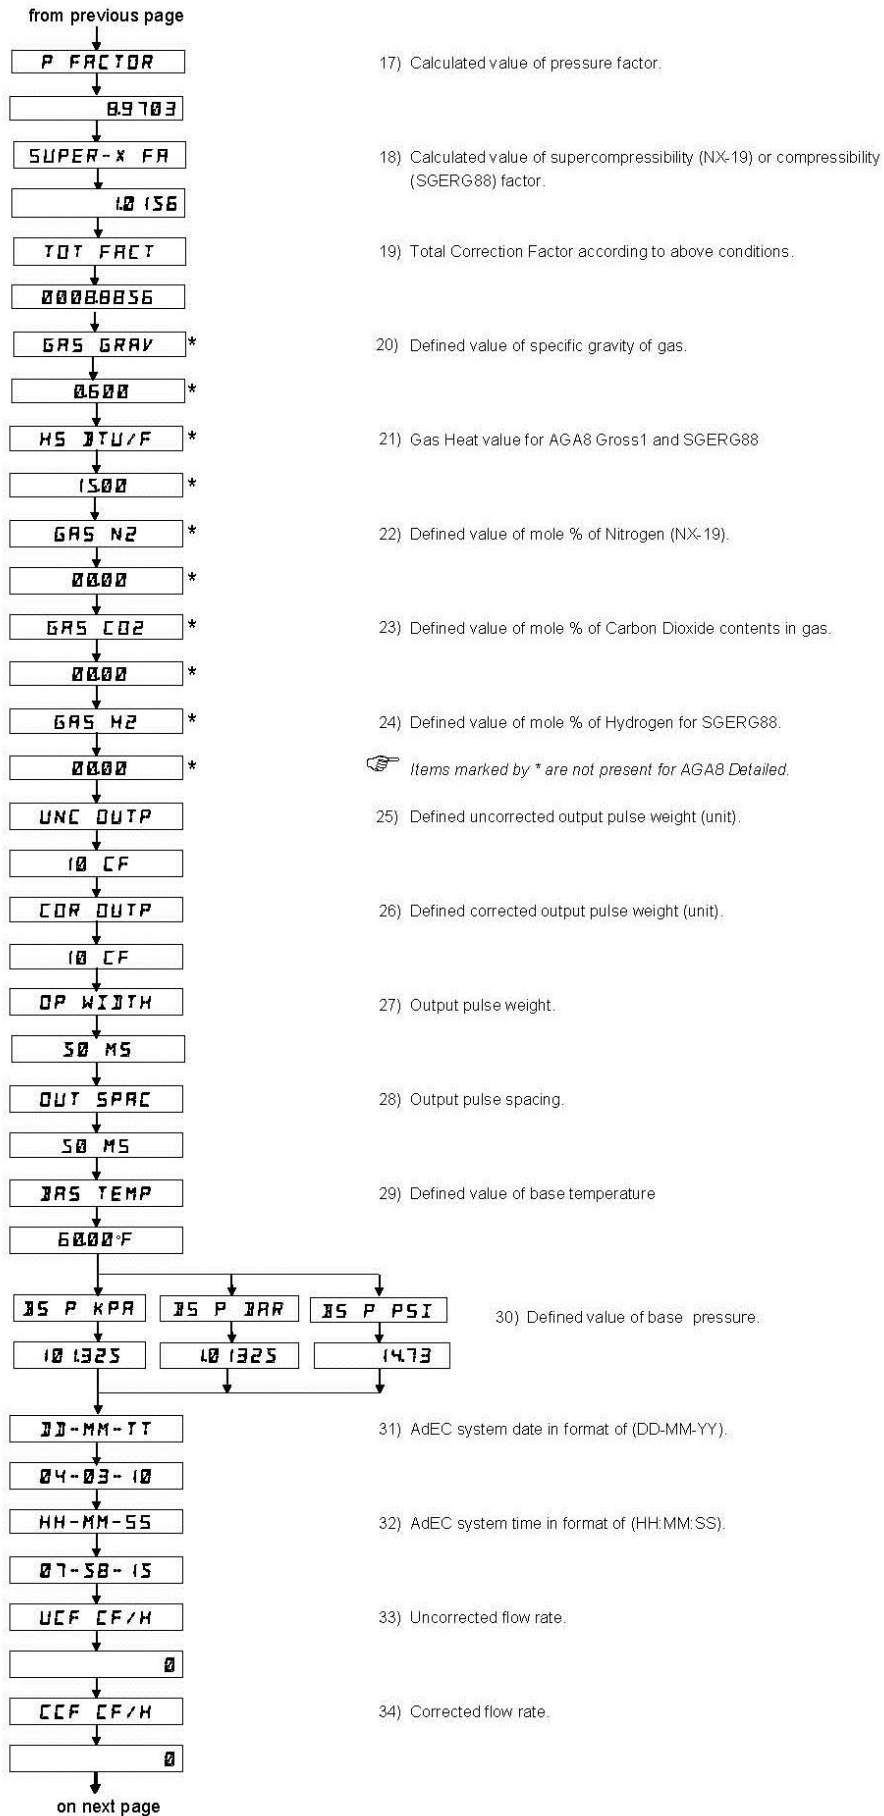 from previous page
P FACTOR
17) Calculated value of pressure factor.
8.9703
SUPER-X FA
18) Calculated value of supercompressibility (NX-19) or compressibility
(SGERG88) factor.
1.0156
TOT FACT
19) Total Correction Factor according to above conditions.
0008.8856
GAS GRAV *
20) Defined value of specific gravity of gas.
0.600 *
HS BTU/F *
21) Gas Heat value for AGA8 Gross1 and SGERG88
15.00 *
GAS N2 *
22) Defined value of mole % of Nitrogen (NX-19).
00.00 *
GAS CO2 *
23) Defined value of mole % of Carbon Dioxide contents in gas.
00.00 *
GAS H2 *
24) Defined value of mole % of Hydrogen for SGERG88.
00.00 *
☞ Items marked by * are not present for AGA8 Detailed.
UNC OUTP
25) Defined uncorrected output pulse weight (unit).
10 CF
COR OUTP
26) Defined corrected output pulse weight (unit).
10 CF
OP WIDTH
27) Output pulse weight.
50 MS
OUT SPAC
28) Output pulse spacing.
50 MS
BAS TEMP
29) Defined value of base temperature
60.00°F
BS P KPA
BS P BAR
BS P PSI
30) Defined value of base pressure.
101.325
1.01325
14.73
DD-MM-TT
31) AdEC system date in format of (DD-MM-YY).
04-03-10
HH-MM-SS
32) AdEC system time in format of (HH:MM:SS).
07-58-15
UCF CF/H
33) Uncorrected flow rate.
0
CCF CF/H
34) Corrected flow rate.
0
on next page